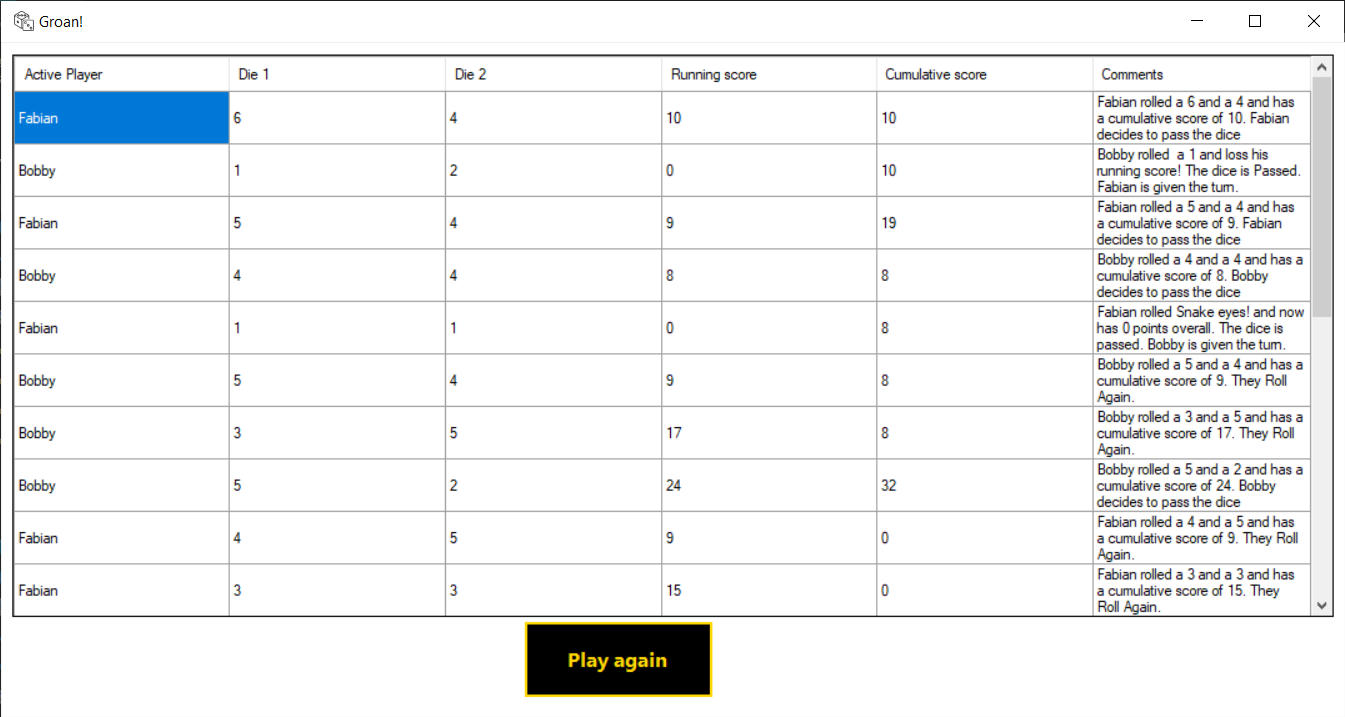 Groan!
Active Player Die 1 Die 2 Running score Cumulative score Comments
Fabian 6 4 10 10 Fabian rolled a 6 and a 4 and has
a cumulative score of 10. Fabian
decides to pass the dice
Bobby 1 2 0 10 Bobby rolled  a 1 and loss his
running score! The dice is Passed.
Fabian is given the turn.
Fabian 5 4 9 19 Fabian rolled a 5 and a 4 and has
a cumulative score of 9. Fabian
decides to pass the dice
Bobby 4 4 8 8 Bobby rolled a 4 and a 4 and has a
cumulative score of 8. Bobby
decides to pass the dice
Fabian 1 1 0 8 Fabian rolled Snake eyes! and now
has 0 points overall. The dice is
passed. Bobby is given the turn.
Bobby 5 4 9 8 Bobby rolled a 5 and a 4 and has a
cumulative score of 9. They Roll
Again.
Bobby 3 5 17 8 Bobby rolled a 3 and a 5 and has a
cumulative score of 17. They Roll
Again.
Bobby 5 2 24 32 Bobby rolled a 5 and a 2 and has a
cumulative score of 24. Bobby
decides to pass the dice
Fabian 4 5 9 0 Fabian rolled a 4 and a 5 and has
a cumulative score of 9. They Roll
Again.
Fabian 3 3 15 0 Fabian rolled a 3 and a 3 and has
a cumulative score of 15. They
Roll Again.
Play again